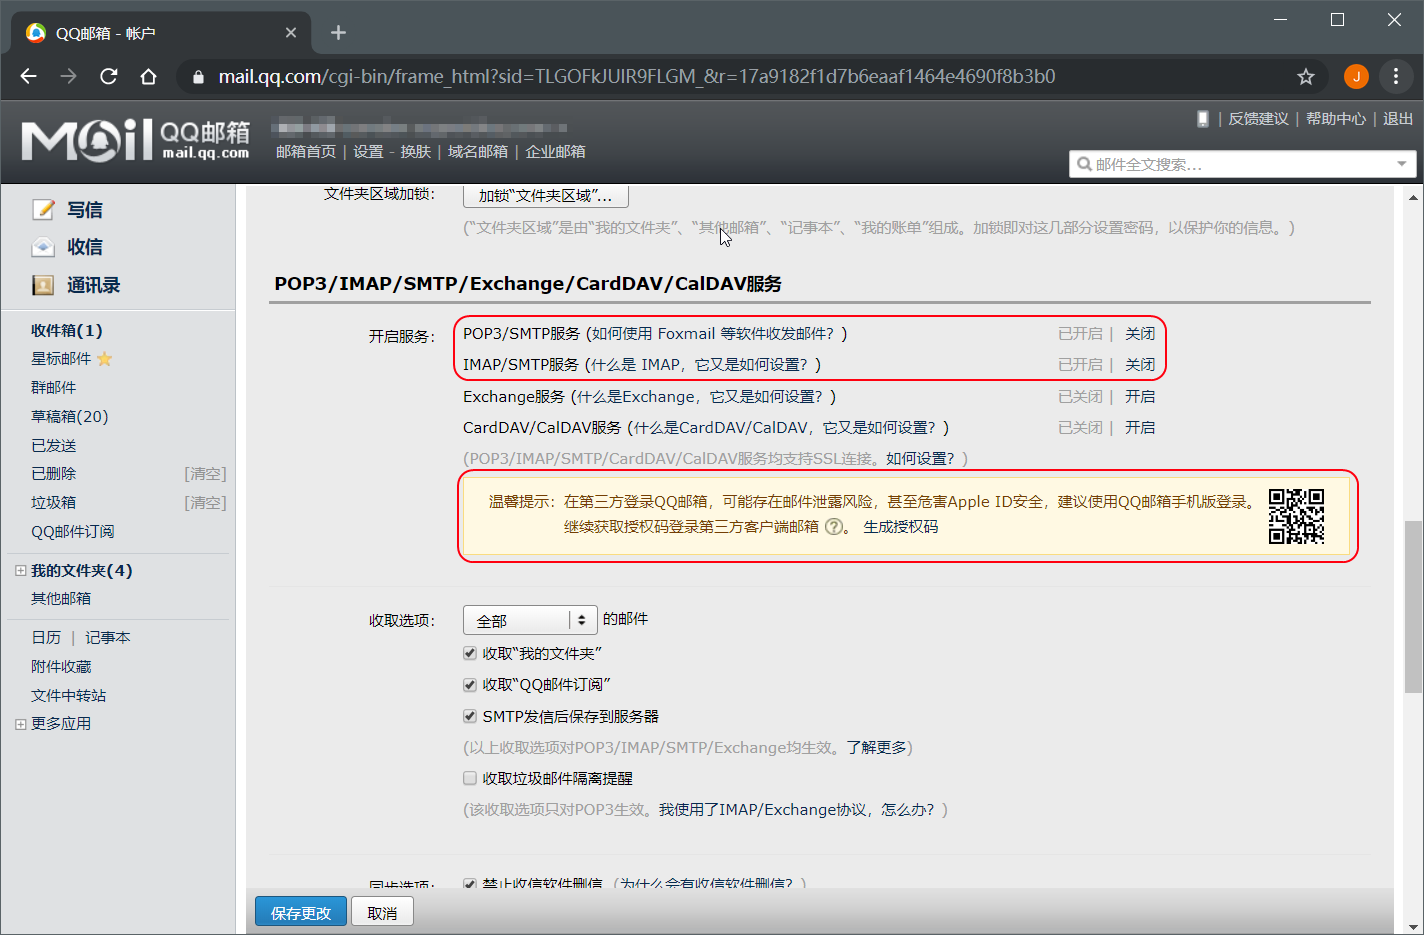 QQ邮箱 - 帐户
mail.qq.com/cgi-bin/frame_html?sid=TLGOFkJUIR9FLGM_&r=17a9182f1d7b6eaaf1464e4690f8b3b0
J
Mail QQ邮箱
mail.qq.com
邮箱首页 | 设置 - 换肤 | 域名邮箱 | 企业邮箱
| 反馈建议 | 帮助中心 | 退出
邮件全文搜索...
写信
收信
通讯录
收件箱(1)
星标邮件
群邮件
草稿箱(20)
已发送
已删除 [清空]
垃圾箱 [清空]
QQ邮件订阅
我的文件夹(4)
其他邮箱
日历 | 记事本
附件收藏
文件中转站
更多应用
文件夹区域加锁： 加锁“文件夹区域”...
(“文件夹区域”是由“我的文件夹”、“其他邮箱”、“记事本”、“我的账单”组成。加锁即对这几部分设置密码，以保护你的信息。)
POP3/IMAP/SMTP/Exchange/CardDAV/CalDAV服务
开启服务： POP3/SMTP服务 (如何使用 Foxmail 等软件收发邮件？) 已开启 | 关闭
IMAP/SMTP服务 (什么是 IMAP，它又是如何设置？) 已开启 | 关闭
Exchange服务 (什么是Exchange，它又是如何设置？) 已关闭 | 开启
CardDAV/CalDAV服务 (什么是CardDAV/CalDAV，它又是如何设置？) 已关闭 | 开启
(POP3/IMAP/SMTP/CardDAV/CalDAV服务均支持SSL连接。如何设置？)
温馨提示：在第三方登录QQ邮箱，可能存在邮件泄露风险，甚至危害Apple ID安全，建议使用QQ邮箱手机版登录。
继续获取授权码登录第三方客户端邮箱 ? 。 生成授权码
收取选项： 全部 的邮件
收取“我的文件夹”
收取“QQ邮件订阅”
SMTP发信后保存到服务器
(以上收取选项对POP3/IMAP/SMTP/Exchange均生效。了解更多)
收取垃圾邮件隔离提醒
(该收取选项只对POP3生效。我使用了IMAP/Exchange协议，怎么办？)
同步选项： 禁止收信软件删信 (为什么会有收信软件删信？)
保存更改 取消